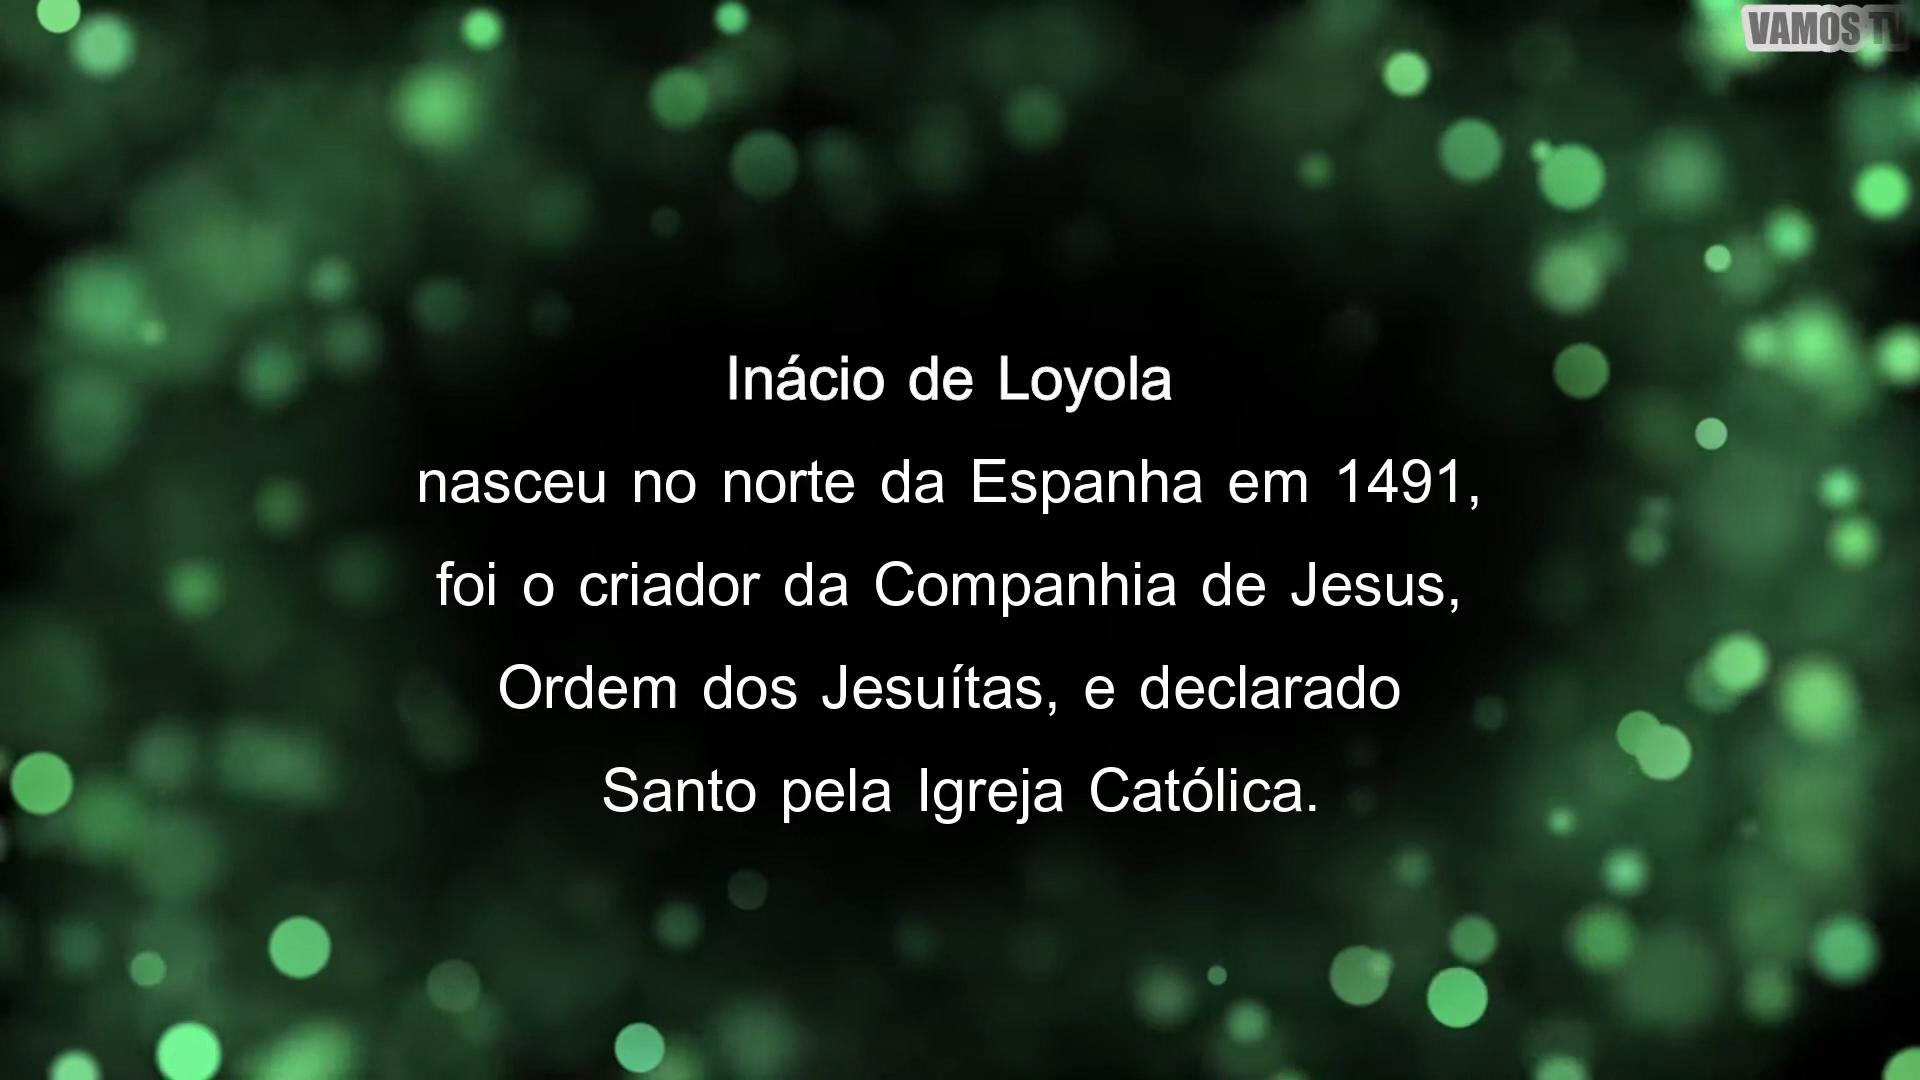 VAMOS TV
Inácio de Loyola
nasceu no norte da Espanha em 1491,
foi o criador da Companhia de Jesus,
Ordem dos Jesuítas, e declarado
Santo pela Igreja Católica.